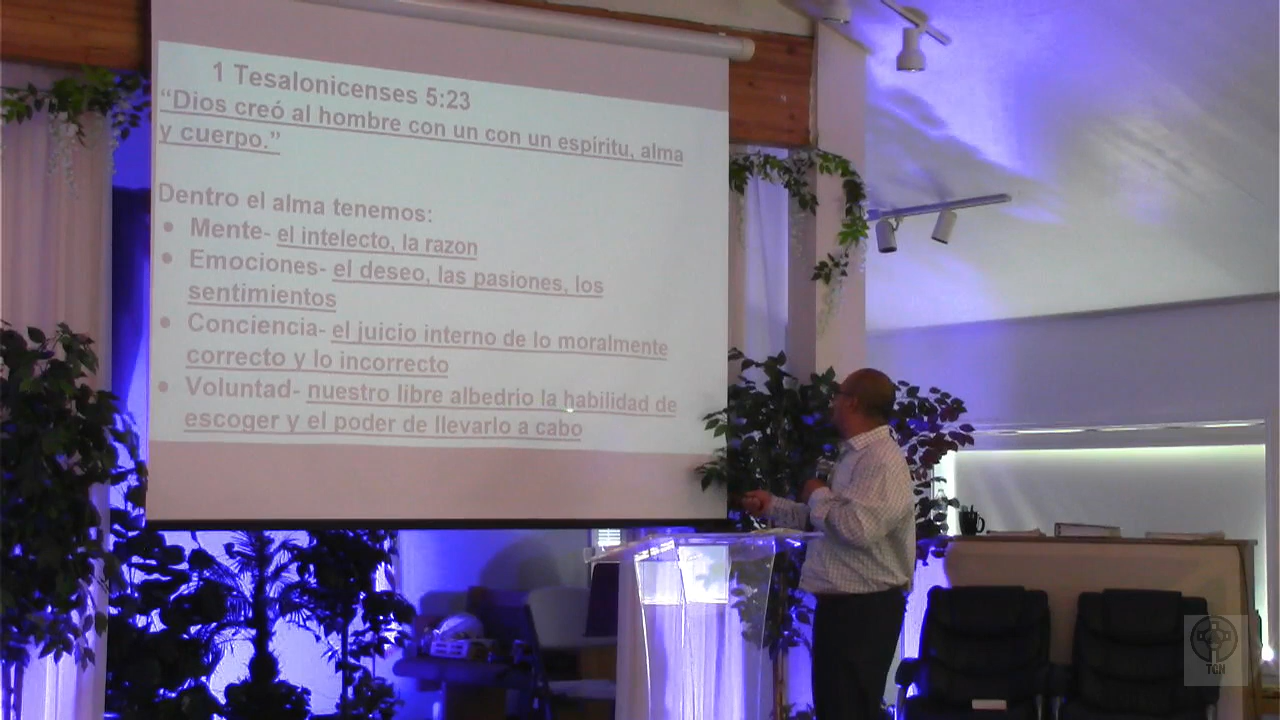 1 Tesalonicenses 5:23
“Dios creó al hombre con un con un espíritu, alma
y cuerpo.”
Dentro el alma tenemos:
● Mente- el intelecto, la razon
● Emociones- el deseo, las pasiones, los
sentimientos
● Conciencia- el juicio interno de lo moralmente
correcto y lo incorrecto
● Voluntad- nuestro libre albedrio la habilidad de
escoger y el poder de llevarlo a cabo
TCN